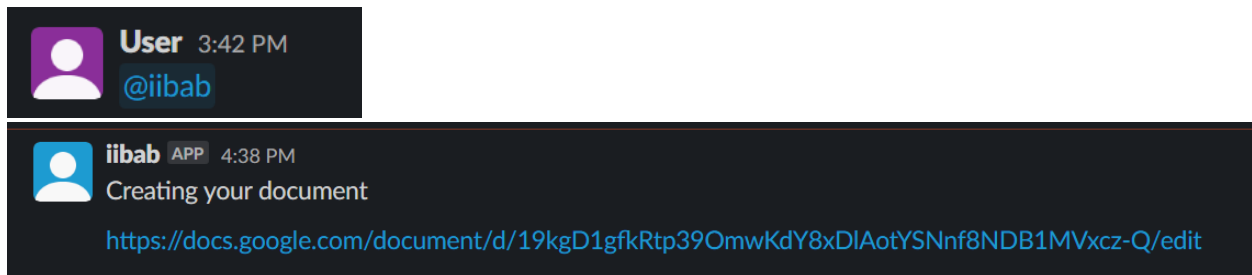 User 3:42 PM
@iibab
iibab APP 4:38 PM
Creating your document
https://docs.google.com/document/d/19kgD1gfkRtp39OmwKdY8xDlAotYSNnf8NDB1MVxcz-Q/edit